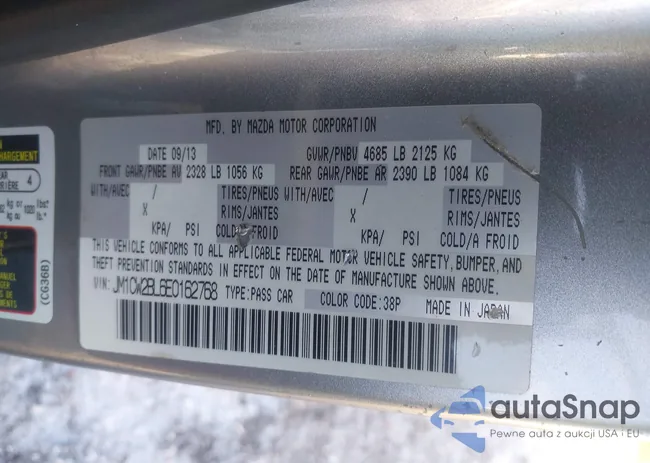 MFD. BY MAZDA MOTOR CORPORATION
DATE 09/13 GVWR/PNBV 4685 LB 2125 KG
FRONT GAWR/PNBE AV 2328 LB 1056 KG REAR GAWR/PNBE AR 2390 LB 1084 KG
WITH/AVEC / TIRES/PNEUS WITH/AVEC / TIRES/PNEUS
X RIMS/JANTES X RIMS/JANTES
KPA/ PSI COLD/A FROID KPA/ PSI COLD/A FROID
THIS VEHICLE CONFORMS TO ALL APPLICABLE FEDERAL MOTOR VEHICLE SAFETY, BUMPER, AND
THEFT PREVENTION STANDARDS IN EFFECT ON THE DATE OF MANUFACTURE SHOWN ABOVE.
VIN: JM1CW2BL6E0162768 TYPE:PASS CAR COLOR CODE:38P MADE IN JAPAN
HARGEMENT
4
(CG36B)
autaSnap
Pewne auta z aukcji USA i EU